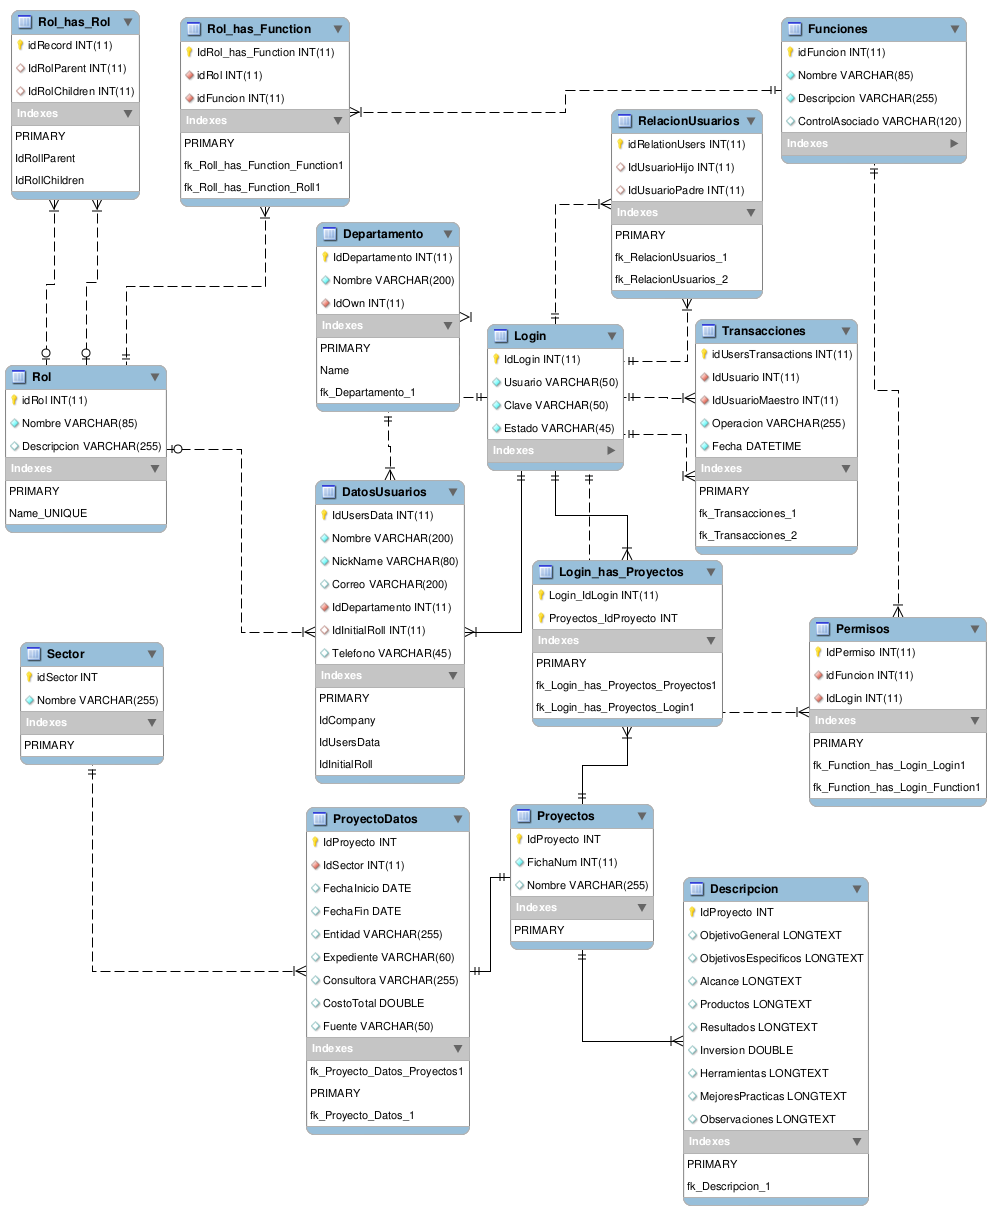 Rol_has_Rol
idRecord INT(11)
IdRolParent INT(11)
IdRolChildren INT(11)
Indexes
PRIMARY
IdRollParent
IdRollChildren
Rol_has_Function
IdRol_has_Function INT(11)
idRol INT(11)
idFuncion INT(11)
Indexes
PRIMARY
fk_Roll_has_Function_Function1
fk_Roll_has_Function_Roll1
Funciones
idFuncion INT(11)
Nombre VARCHAR(85)
Descripcion VARCHAR(255)
ControlAsociado VARCHAR(120)
Indexes
RelacionUsuarios
idRelationUsers INT(11)
IdUsuarioHijo INT(11)
IdUsuarioPadre INT(11)
Indexes
PRIMARY
fk_RelacionUsuarios_1
fk_RelacionUsuarios_2
Departamento
IdDepartamento INT(11)
Nombre VARCHAR(200)
IdOwn INT(11)
Indexes
PRIMARY
Name
fk_Departamento_1
Login
IdLogin INT(11)
Usuario VARCHAR(50)
Clave VARCHAR(50)
Estado VARCHAR(45)
Indexes
Transacciones
idUsersTransactions INT(11)
IdUsuario INT(11)
IdUsuarioMaestro INT(11)
Operacion VARCHAR(255)
Fecha DATETIME
Indexes
PRIMARY
fk_Transacciones_1
fk_Transacciones_2
Rol
idRol INT(11)
Nombre VARCHAR(85)
Descripcion VARCHAR(255)
Indexes
PRIMARY
Name_UNIQUE
DatosUsuarios
IdUsersData INT(11)
Nombre VARCHAR(200)
NickName VARCHAR(80)
Correo VARCHAR(200)
IdDepartamento INT(11)
IdInitialRoll INT(11)
Telefono VARCHAR(45)
Indexes
PRIMARY
IdCompany
IdUsersData
IdInitialRoll
Login_has_Proyectos
Login_IdLogin INT(11)
Proyectos_IdProyecto INT
Indexes
PRIMARY
fk_Login_has_Proyectos_Proyectos1
fk_Login_has_Proyectos_Login1
Permisos
IdPermiso INT(11)
idFuncion INT(11)
IdLogin INT(11)
Indexes
PRIMARY
fk_Function_has_Login_Login1
fk_Function_has_Login_Function1
Sector
idSector INT
Nombre VARCHAR(255)
Indexes
PRIMARY
ProyectoDatos
IdProyecto INT
IdSector INT(11)
FechaInicio DATE
FechaFin DATE
Entidad VARCHAR(255)
Expediente VARCHAR(60)
Consultora VARCHAR(255)
CostoTotal DOUBLE
Fuente VARCHAR(50)
Indexes
fk_Proyecto_Datos_Proyectos1
PRIMARY
fk_Proyecto_Datos_1
Proyectos
IdProyecto INT
FichaNum INT(11)
Nombre VARCHAR(255)
Indexes
PRIMARY
Descripcion
IdProyecto INT
ObjetivoGeneral LONGTEXT
ObjetivosEspecificos LONGTEXT
Alcance LONGTEXT
Productos LONGTEXT
Resultados LONGTEXT
Inversion DOUBLE
Herramientas LONGTEXT
MejoresPracticas LONGTEXT
Observaciones LONGTEXT
Indexes
PRIMARY
fk_Descripcion_1